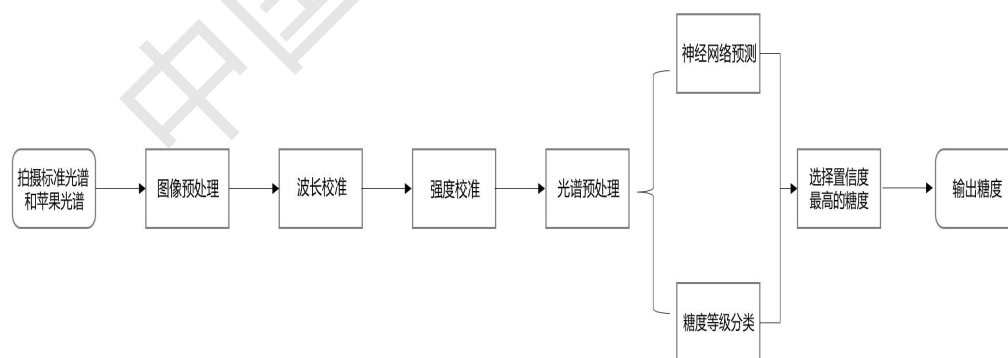 神经网络预测
拍摄标准光谱
和苹果光谱
图像预处理
波长校准
强度校准
光谱预处理
选择置信度
最高的糖度
输出糖度
糖度等级分类
中国